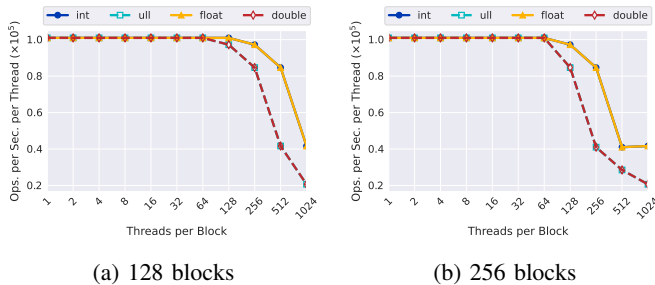 int ull float double
Ops. per Sec. per Thread (×10⁵)
1.0
0.8
0.6
0.4
0.2
1 2 4 8 16 32 64 128 256 512 1024
Threads per Block
(a) 128 blocks
int ull float double
Ops. per Sec. per Thread (×10⁵)
1.0
0.8
0.6
0.4
0.2
1 2 4 8 16 32 64 128 256 512 1024
Threads per Block
(b) 256 blocks